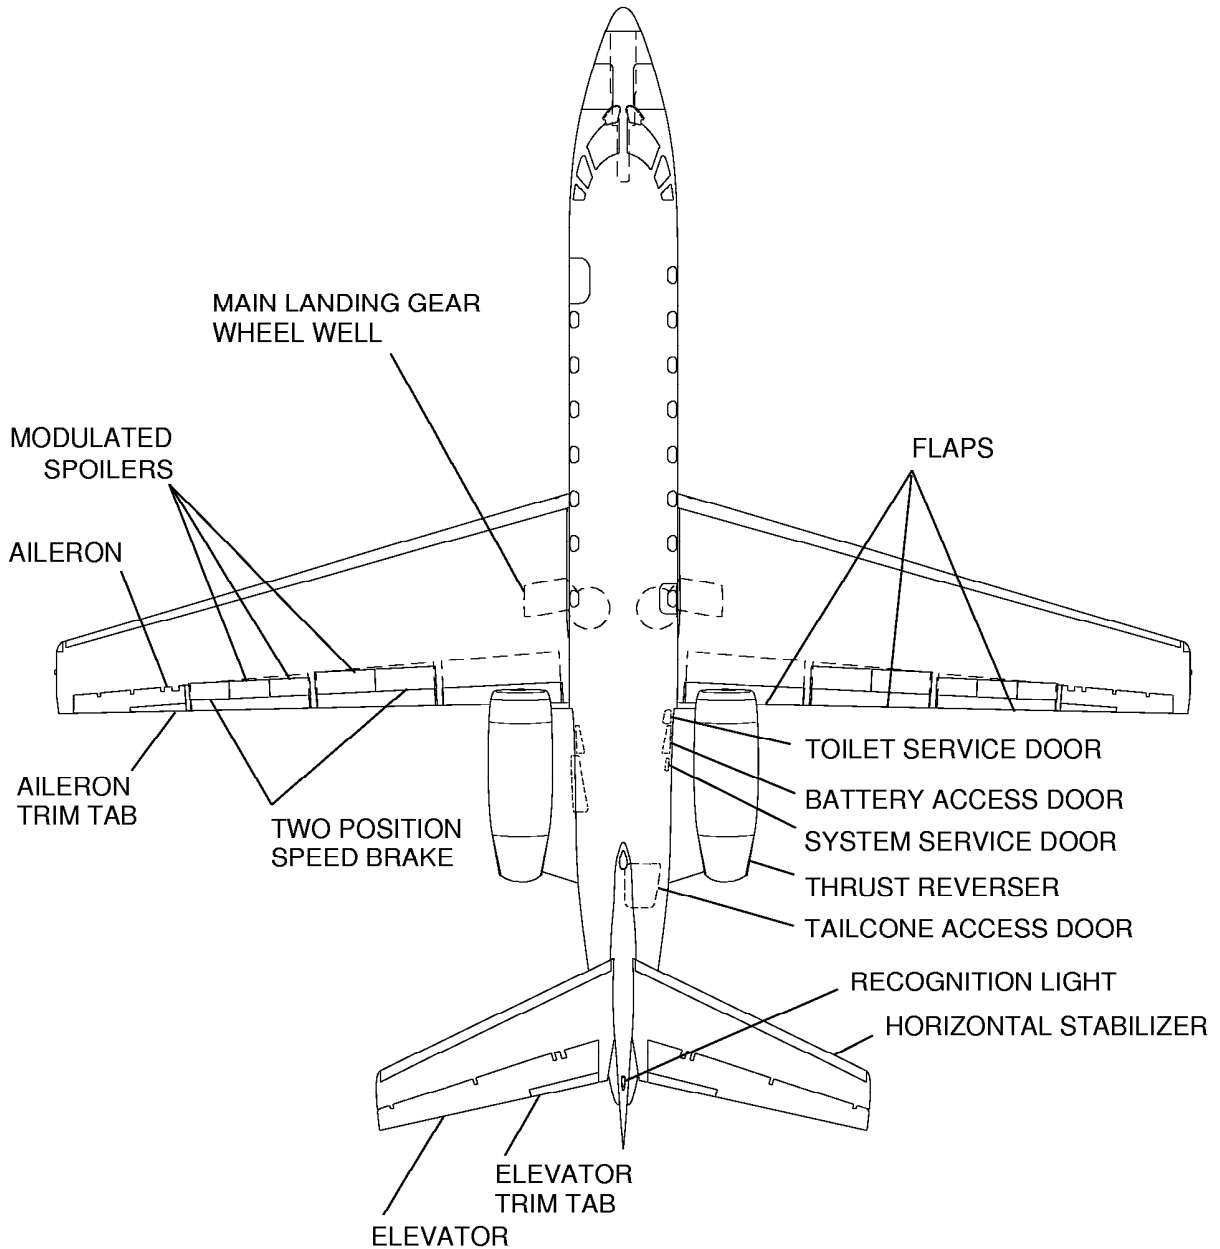 MAIN LANDING GEAR
WHEEL WELL
MODULATED
SPOILERS
FLAPS
AILERON
AILERON
TRIM TAB
TWO POSITION
SPEED BRAKE
TOILET SERVICE DOOR
BATTERY ACCESS DOOR
SYSTEM SERVICE DOOR
THRUST REVERSER
TAILCONE ACCESS DOOR
RECOGNITION LIGHT
HORIZONTAL STABILIZER
ELEVATOR
TRIM TAB
ELEVATOR